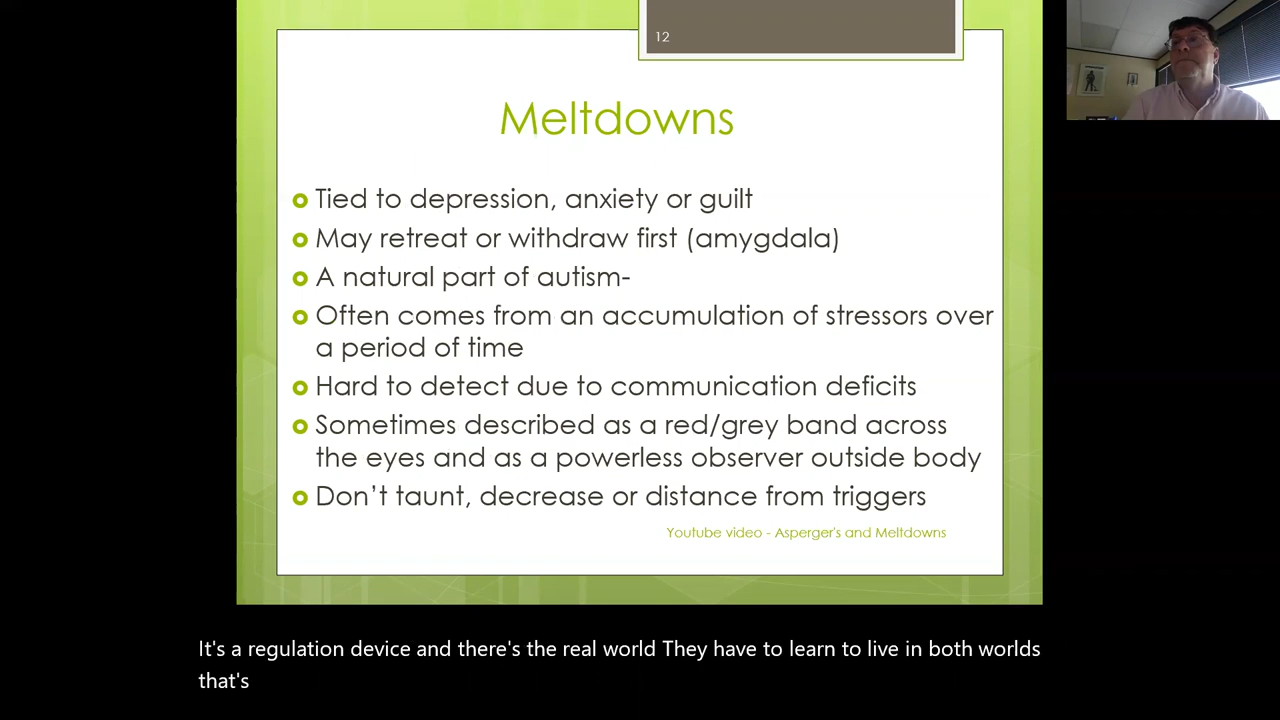 12
Meltdowns
Tied to depression, anxiety or guilt
May retreat or withdraw first (amygdala)
A natural part of autism-
Often comes from an accumulation of stressors over
a period of time
Hard to detect due to communication deficits
Sometimes described as a red/grey band across
the eyes and as a powerless observer outside body
Don’t taunt, decrease or distance from triggers
Youtube video - Asperger's and Meltdowns
It's a regulation device and there's the real world They have to learn to live in both worlds
that's